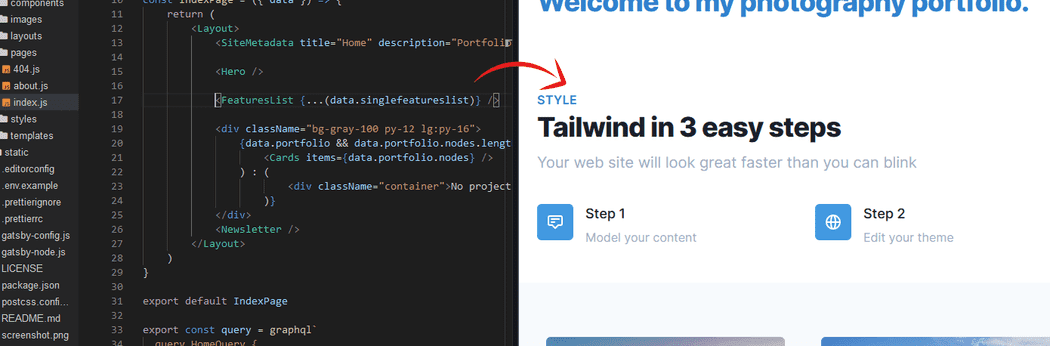 components
images
layouts
pages
404.js
about.js
index.js
styles
templates
static
.editorconfig
.env.example
.prettierignore
.prettierrc
gatsby-config.js
gatsby-node.js
LICENSE
package.json
postcss.confi...
README.md
screenshot.png
10 const IndexPage = ({ data }) => {
11 return (
12 <Layout>
13 <SiteMetadata title="Home" description="Portfolio
14
15 <Hero />
16
17 <FeaturesList {...(data.singlefeatureslist)} />
18
19 <div className="bg-gray-100 py-12 lg:py-16">
20 {data.portfolio && data.portfolio.nodes.lengt
21 <Cards items={data.portfolio.nodes} />
22 ) : (
23 <div className="container">No project
24 )}
25 </div>
26 <Newsletter />
27 </Layout>
28 )
29 }
30
31 export default IndexPage
32
33 export const query = graphql`
34 query HomeQuery {
Welcome to my photography portfolio.
STYLE
Tailwind in 3 easy steps
Your web site will look great faster than you can blink
Step 1
Model your content
Step 2
Edit your theme